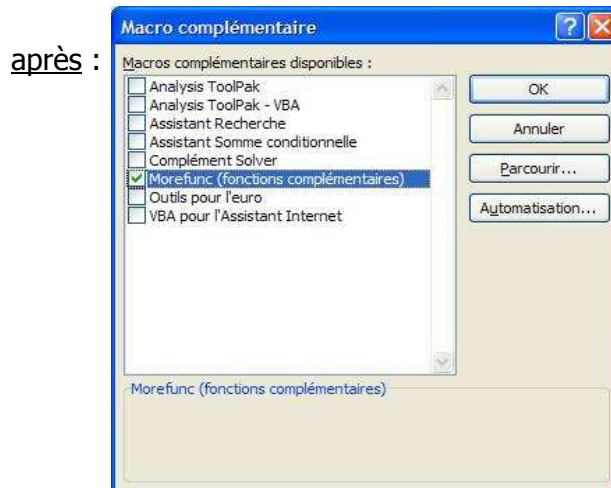 Macro complémentaire
après :
Macros complémentaires disponibles :
Analysis ToolPak
Analysis ToolPak - VBA
Assistant Recherche
Assistant Somme conditionnelle
Complément Solver
Morefunc (fonctions complémentaires)
Outils pour l'euro
VBA pour l'Assistant Internet
OK
Annuler
Parcourir...
Automatisation...
Morefunc (fonctions complémentaires)